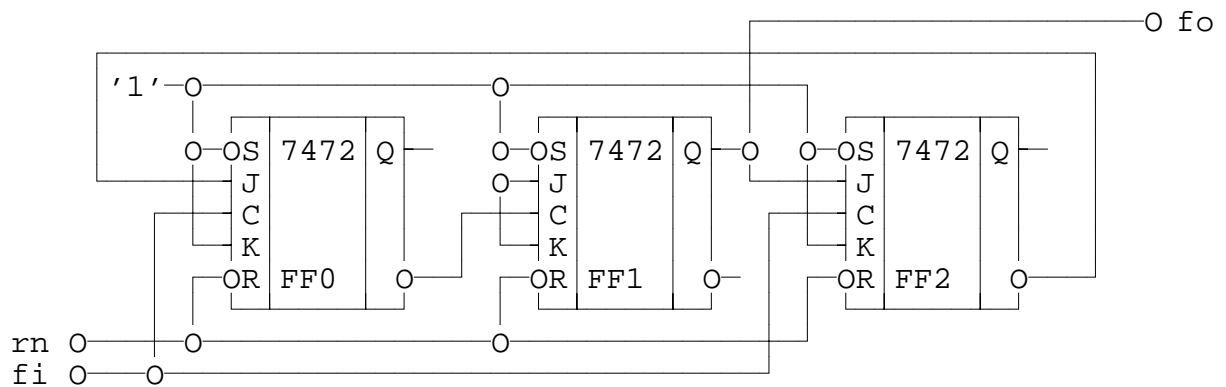 fo
'1'
S 7472 Q S 7472 Q S 7472 Q
J J J
C C C
K K K
R FF0 R FF1 R FF2
rn
fi